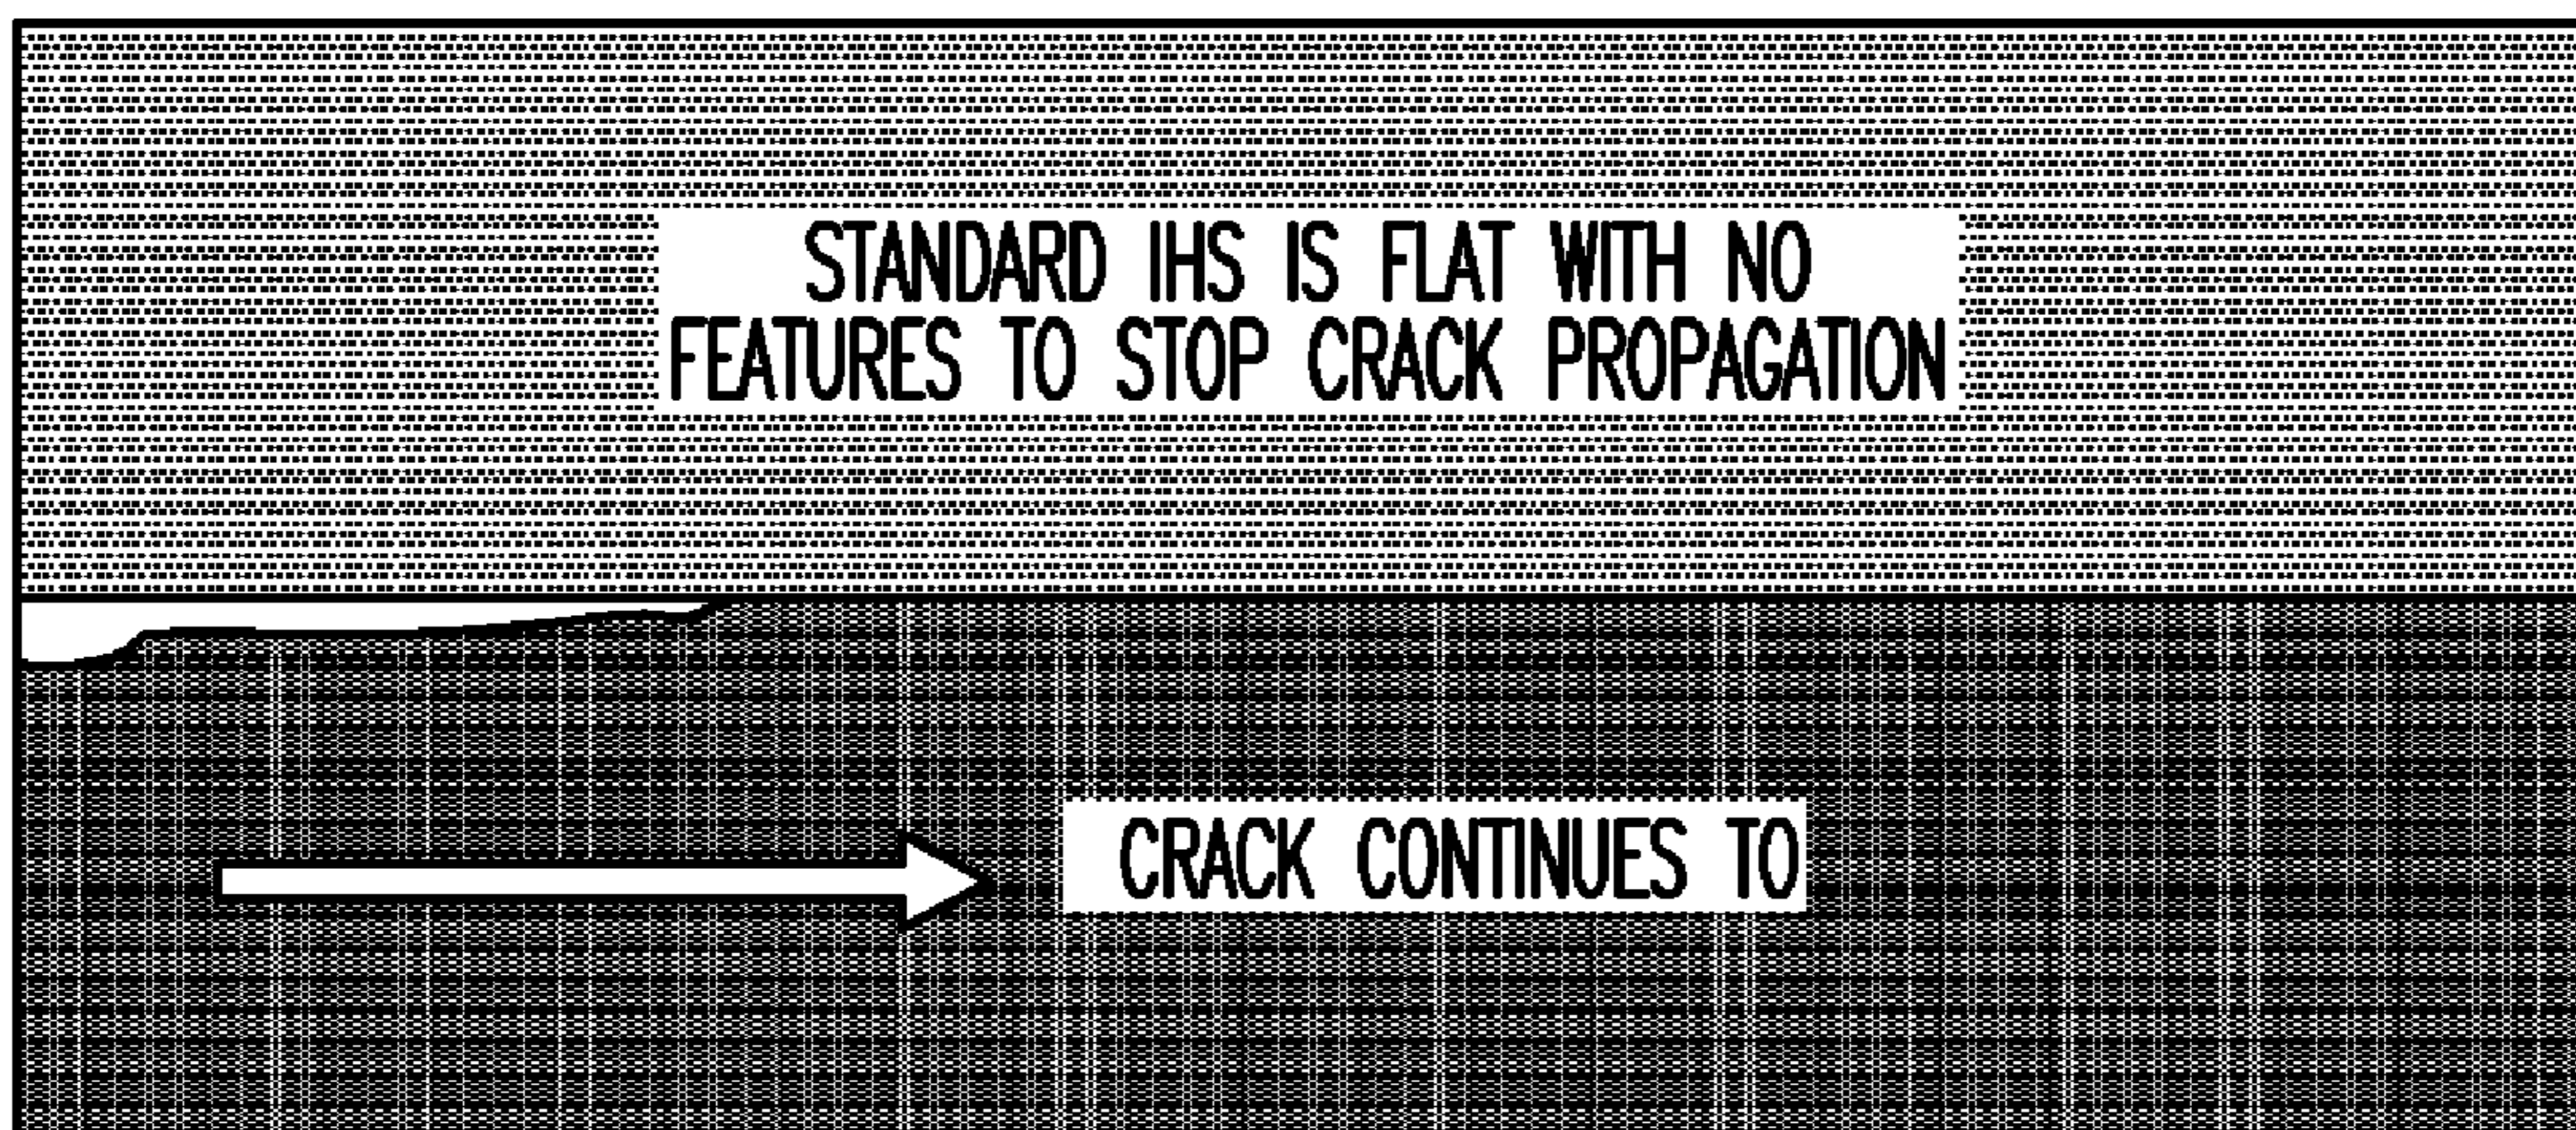 STANDARD IHS IS FLAT WITH NO
FEATURES TO STOP CRACK PROPAGATION
CRACK CONTINUES TO